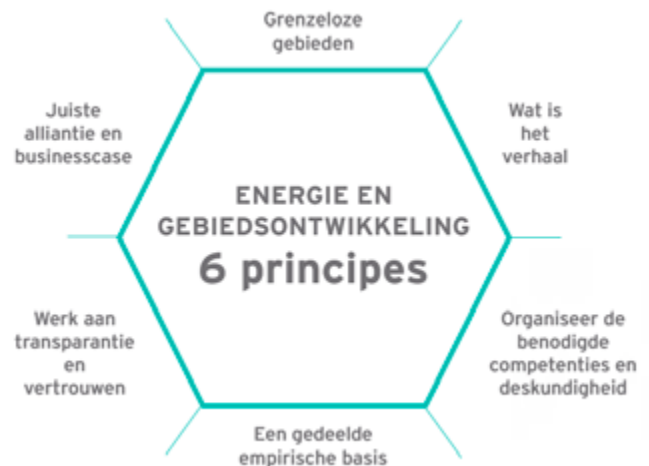 Grenzeloze
gebieden
Juiste
alliantie en
businesscase
Wat is
het
verhaal
ENERGIE EN
GEBIEDSONTWIKKELING
6 principes
Werk aan
transparantie
en
vertrouwen
Organiseer de
benodigde
competenties en
deskundigheid
Een gedeelde
empirische basis